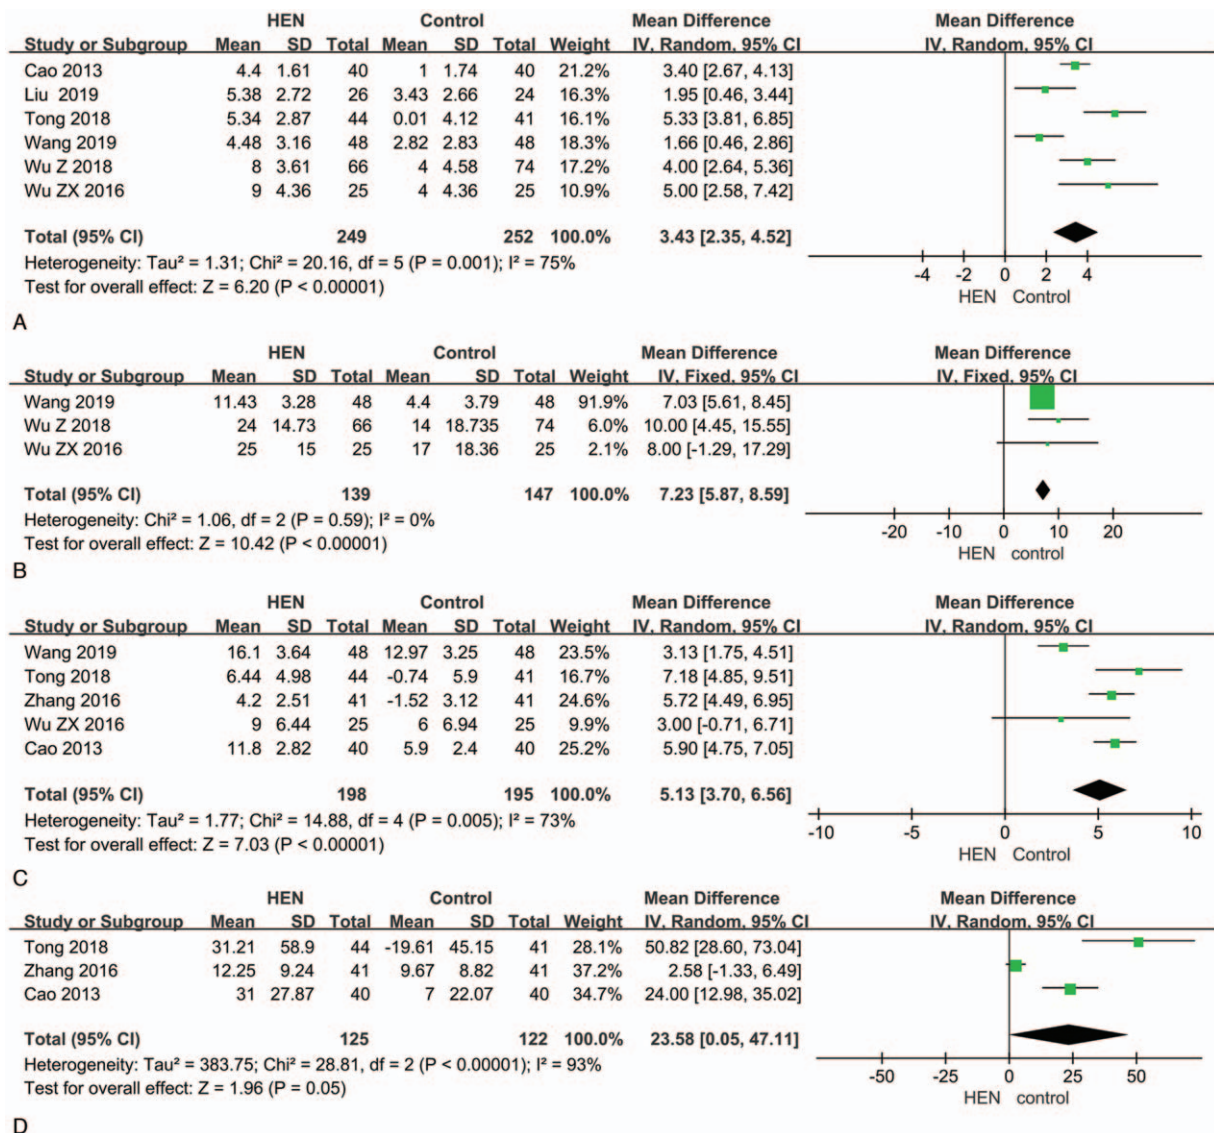 HEN Control Mean Difference Mean Difference
Study or Subgroup Mean SD Total Mean SD Total Weight IV, Random, 95% CI IV, Random, 95% CI
Cao 2013 4.4 1.61 40 1 1.74 40 21.2% 3.40 [2.67, 4.13]
Liu 2019 5.38 2.72 26 3.43 2.66 24 16.3% 1.95 [0.46, 3.44]
Tong 2018 5.34 2.87 44 0.01 4.12 41 16.1% 5.33 [3.81, 6.85]
Wang 2019 4.48 3.16 48 2.82 2.83 48 18.3% 1.66 [0.46, 2.86]
Wu Z 2018 8 3.61 66 4 4.58 74 17.2% 4.00 [2.64, 5.36]
Wu ZX 2016 9 4.36 25 4 4.36 25 10.9% 5.00 [2.58, 7.42]
Total (95% CI) 249 252 100.0% 3.43 [2.35, 4.52]
Heterogeneity: Tau² = 1.31; Chi² = 20.16, df = 5 (P = 0.001); I² = 75%
Test for overall effect: Z = 6.20 (P < 0.00001)
-4 -2 0 2 4
HEN Control
A
HEN Control Mean Difference Mean Difference
Study or Subgroup Mean SD Total Mean SD Total Weight IV, Fixed, 95% CI IV, Fixed, 95% CI
Wang 2019 11.43 3.28 48 4.4 3.79 48 91.9% 7.03 [5.61, 8.45]
Wu Z 2018 24 14.73 66 14 18.735 74 6.0% 10.00 [4.45, 15.55]
Wu ZX 2016 25 15 25 17 18.36 25 2.1% 8.00 [-1.29, 17.29]
Total (95% CI) 139 147 100.0% 7.23 [5.87, 8.59]
Heterogeneity: Chi² = 1.06, df = 2 (P = 0.59); I² = 0%
Test for overall effect: Z = 10.42 (P < 0.00001)
-20 -10 0 10 20
HEN control
B
HEN Control Mean Difference Mean Difference
Study or Subgroup Mean SD Total Mean SD Total Weight IV, Random, 95% CI IV, Random, 95% CI
Wang 2019 16.1 3.64 48 12.97 3.25 48 23.5% 3.13 [1.75, 4.51]
Tong 2018 6.44 4.98 44 -0.74 5.9 41 16.7% 7.18 [4.85, 9.51]
Zhang 2016 4.2 2.51 41 -1.52 3.12 41 24.6% 5.72 [4.49, 6.95]
Wu ZX 2016 9 6.44 25 6 6.94 25 9.9% 3.00 [-0.71, 6.71]
Cao 2013 11.8 2.82 40 5.9 2.4 40 25.2% 5.90 [4.75, 7.05]
Total (95% CI) 198 195 100.0% 5.13 [3.70, 6.56]
Heterogeneity: Tau² = 1.77; Chi² = 14.88, df = 4 (P = 0.005); I² = 73%
Test for overall effect: Z = 7.03 (P < 0.00001)
-10 -5 0 5 10
HEN Control
C
HEN Control Mean Difference Mean Difference
Study or Subgroup Mean SD Total Mean SD Total Weight IV, Random, 95% CI IV, Random, 95% CI
Tong 2018 31.21 58.9 44 -19.61 45.15 41 28.1% 50.82 [28.60, 73.04]
Zhang 2016 12.25 9.24 41 9.67 8.82 41 37.2% 2.58 [-1.33, 6.49]
Cao 2013 31 27.87 40 7 22.07 40 34.7% 24.00 [12.98, 35.02]
Total (95% CI) 125 122 100.0% 23.58 [0.05, 47.11]
Heterogeneity: Tau² = 383.75; Chi² = 28.81, df = 2 (P < 0.00001); I² = 93%
Test for overall effect: Z = 1.96 (P = 0.05)
-50 -25 0 25 50
HEN control
D